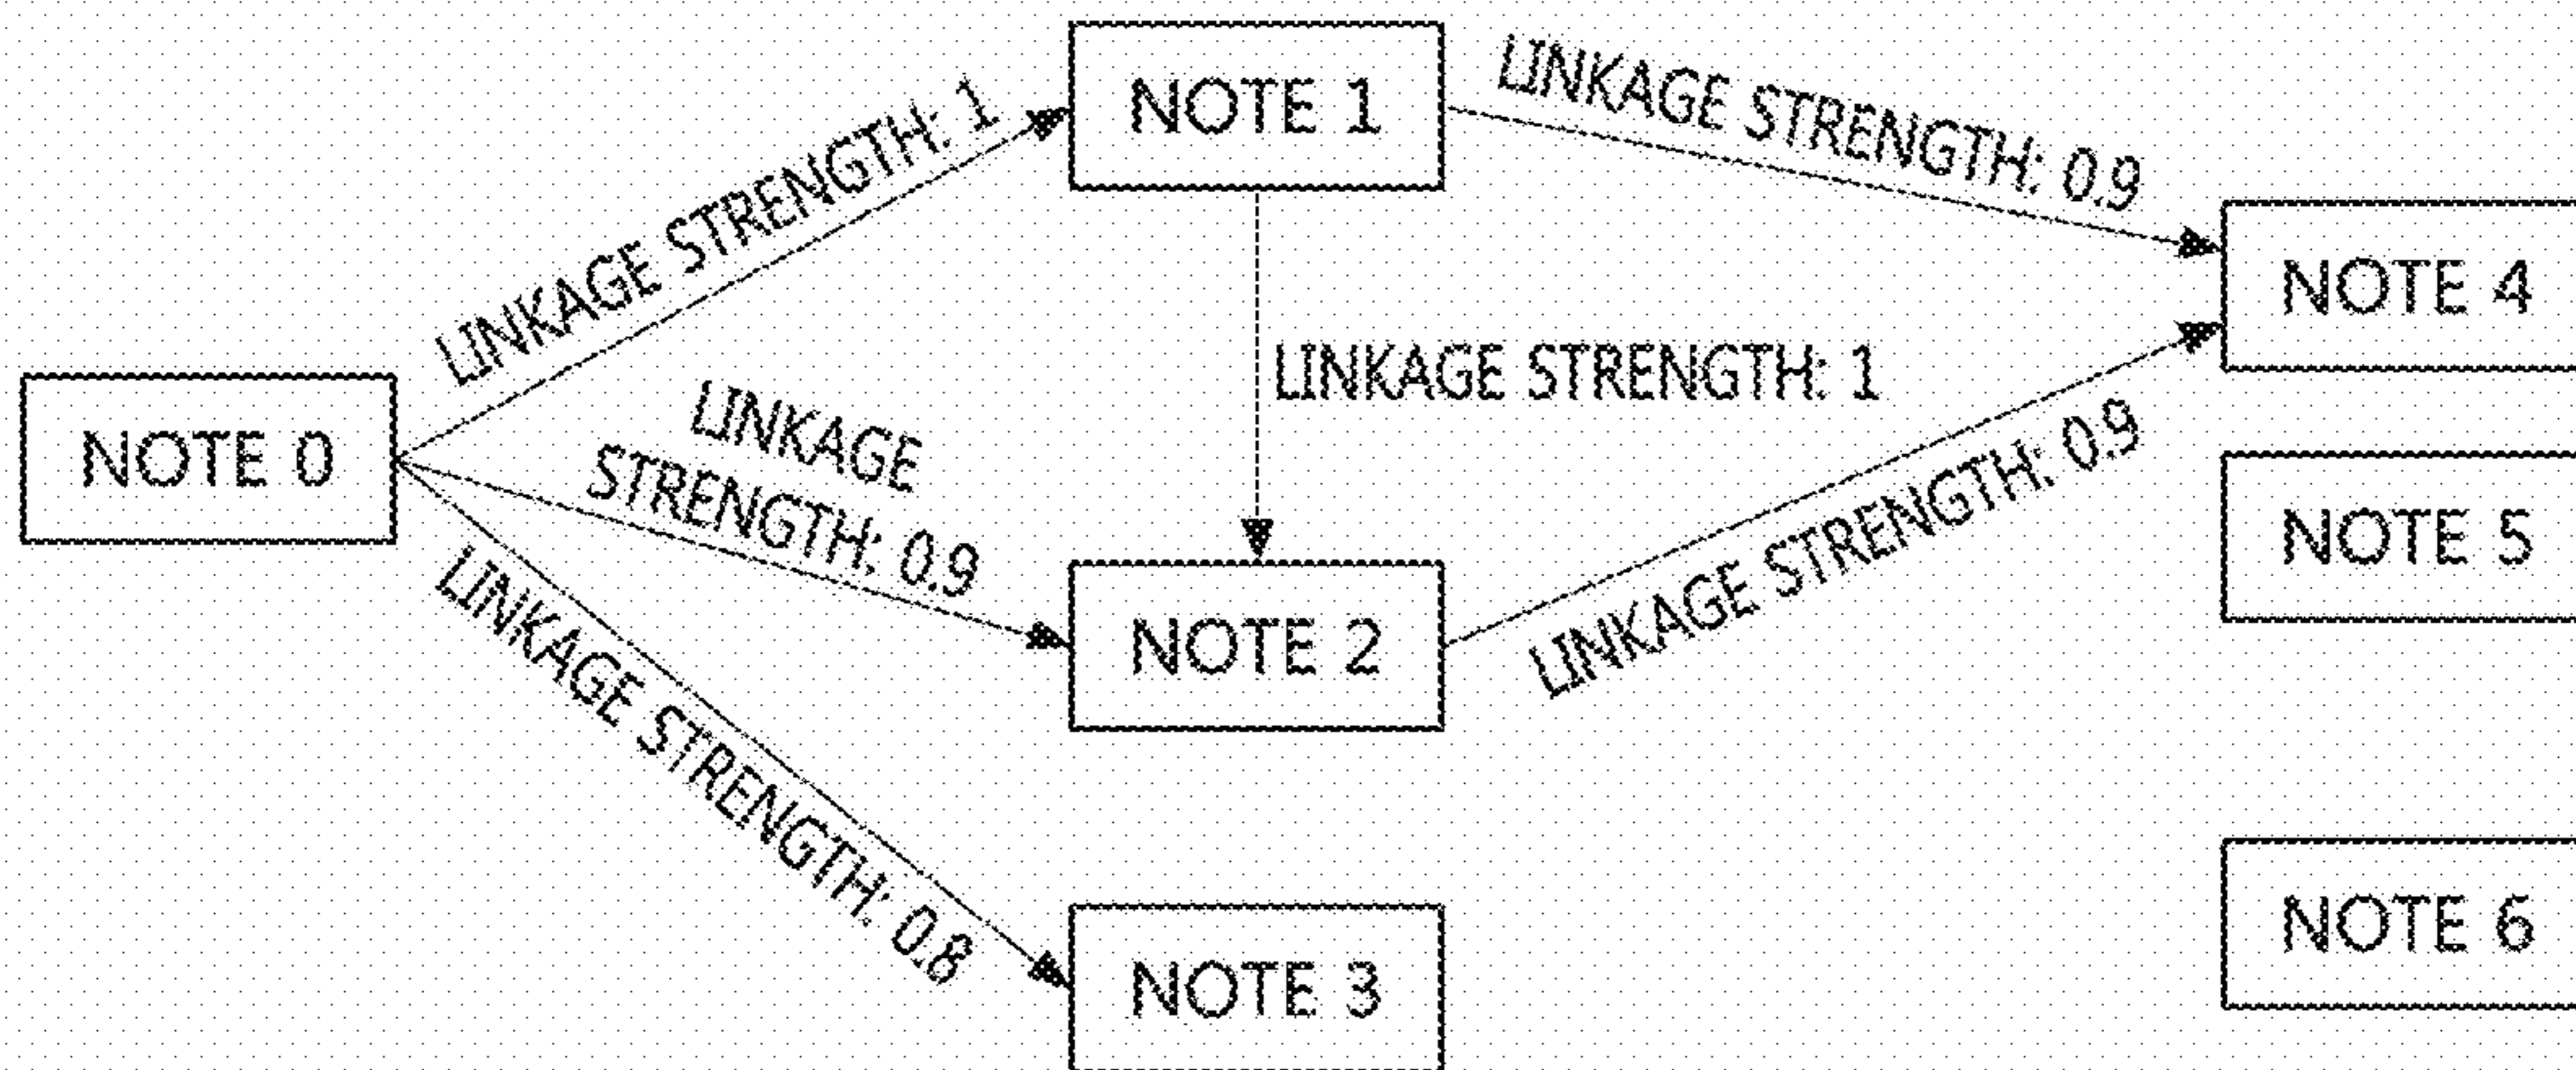 NOTE 1
LINKAGE STRENGTH: 0.9
LINKAGE STRENGTH: 1
NOTE 4
LINKAGE STRENGTH: 1
NOTE 0
LINKAGE
STRENGTH: 0.9
LINKAGE STRENGTH: 0.9
NOTE 5
NOTE 2
LINKAGE STRENGTH: 0.8
NOTE 6
NOTE 3